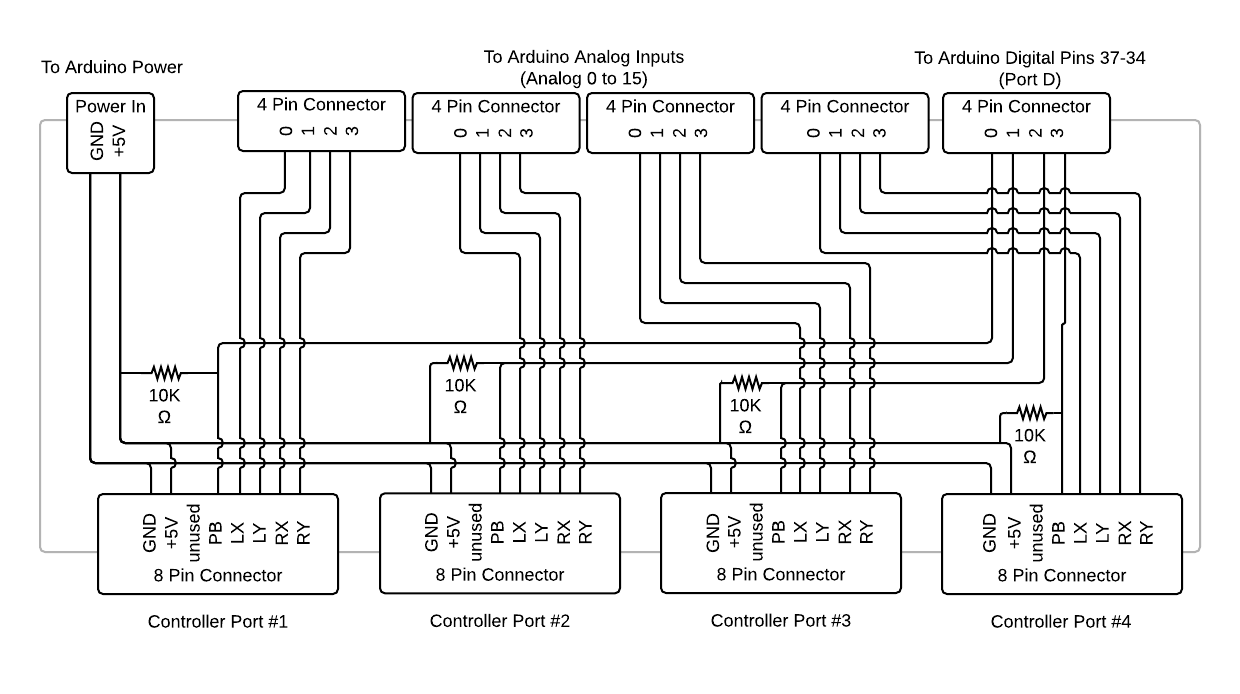 To Arduino Power
To Arduino Analog Inputs
(Analog 0 to 15)
To Arduino Digital Pins 37-34
(Port D)
Power In
GND
+5V
4 Pin Connector
0 1 2 3
4 Pin Connector
0 1 2 3
4 Pin Connector
0 1 2 3
4 Pin Connector
0 1 2 3
4 Pin Connector
0 1 2 3
10K
Ω
10K
Ω
10K
Ω
10K
Ω
GND
+5V
unused
PB
LX
LY
RX
RY
8 Pin Connector
GND
+5V
unused
PB
LX
LY
RX
RY
8 Pin Connector
GND
+5V
unused
PB
LX
LY
RX
RY
8 Pin Connector
GND
+5V
unused
PB
LX
LY
RX
RY
8 Pin Connector
Controller Port #1
Controller Port #2
Controller Port #3
Controller Port #4